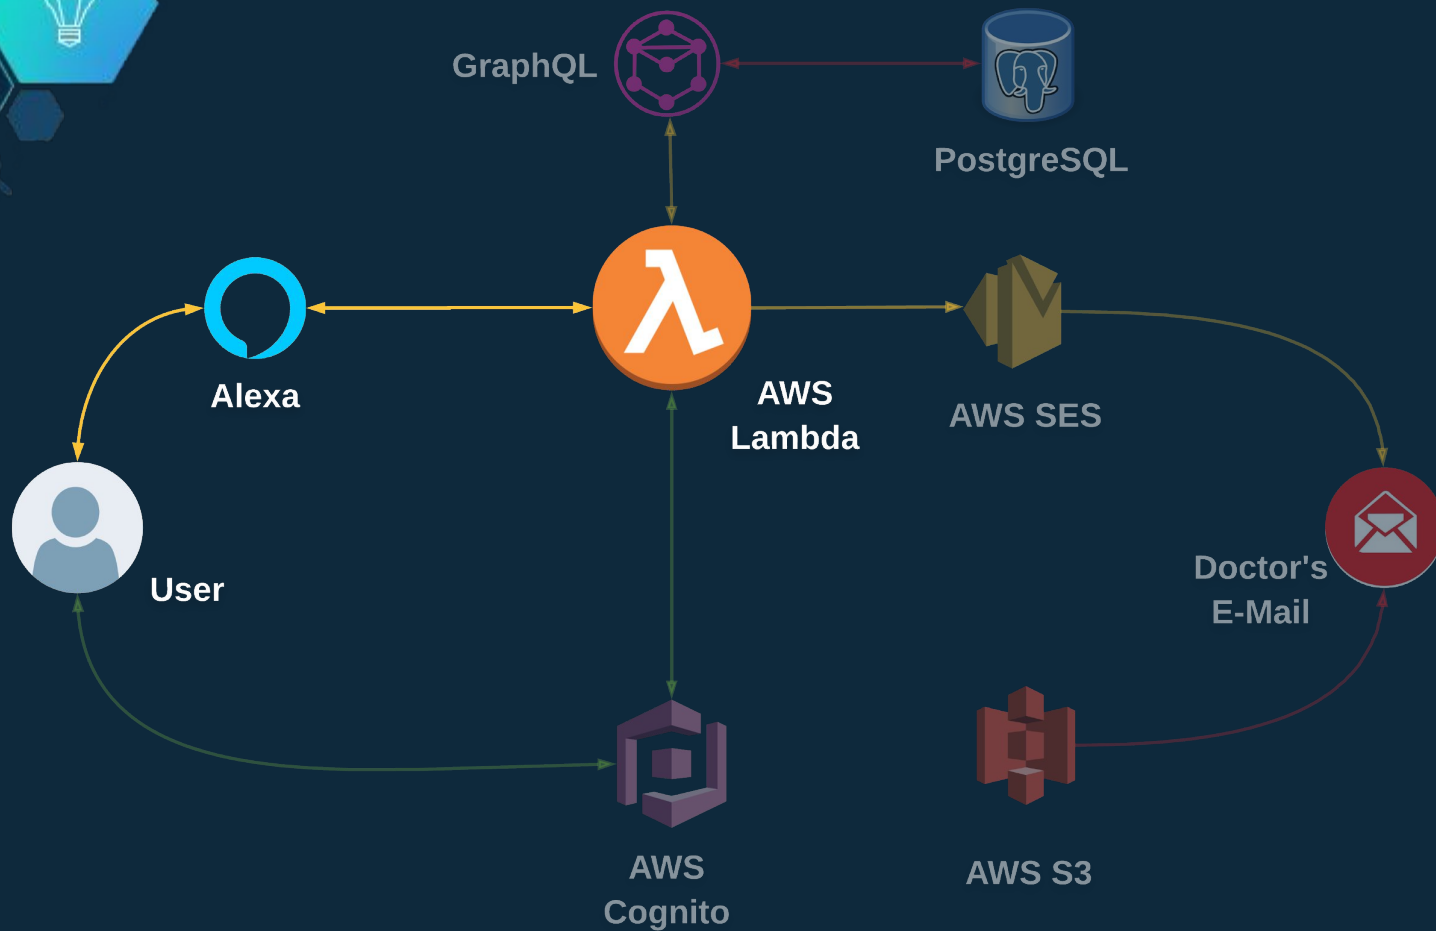 GraphQL
PostgreSQL
Alexa
AWS
Lambda
AWS SES
User
Doctor's
E-Mail
AWS
Cognito
AWS S3